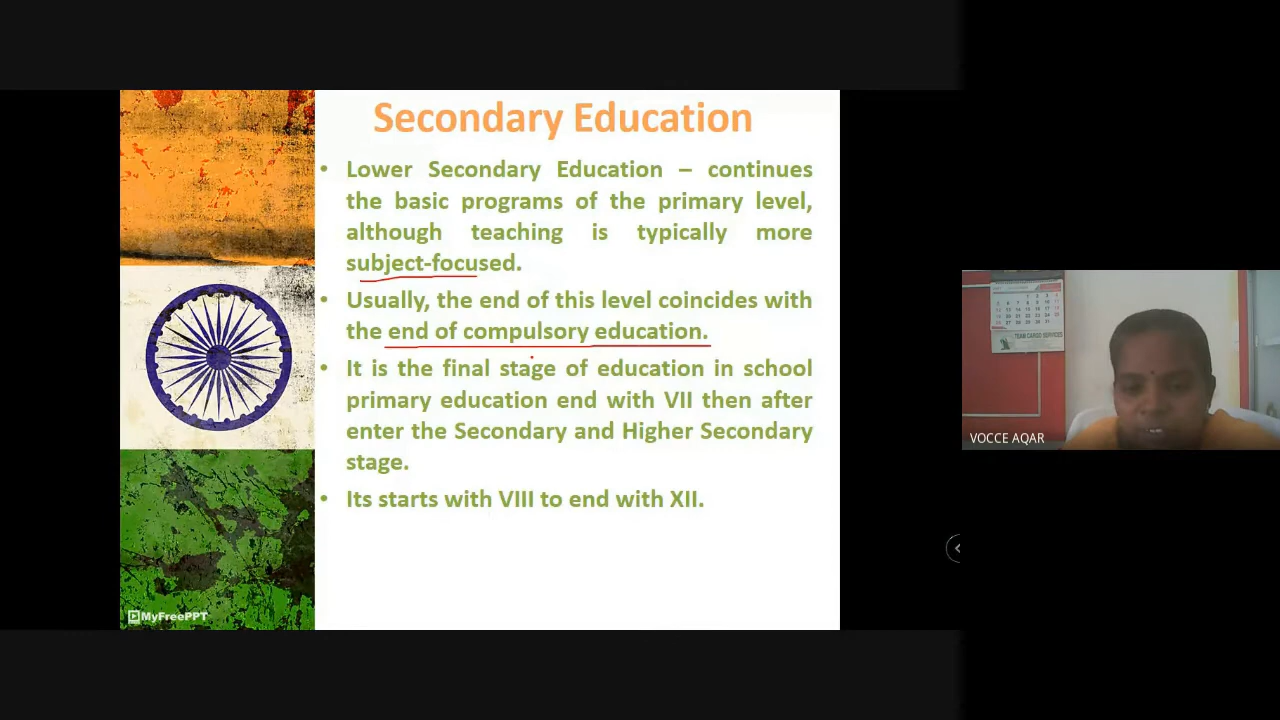 Secondary Education
• Lower Secondary Education – continues
the basic programs of the primary level,
although teaching is typically more
subject-focused.
• Usually, the end of this level coincides with
the end of compulsory education.
• It is the final stage of education in school
primary education end with VII then after
enter the Secondary and Higher Secondary
stage.
• Its starts with VIII to end with XII.
MyFreePPT
TEAM CARGO SERVICES
VOCCE AQAR